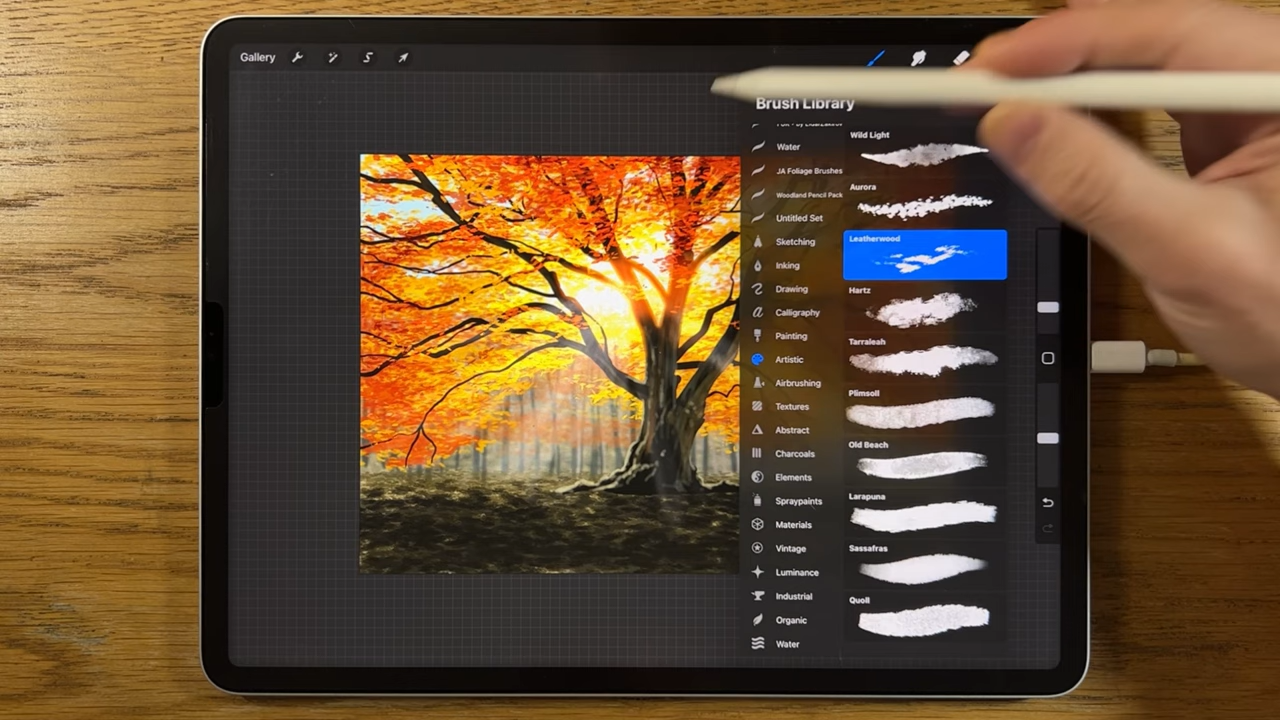 Gallery
Brush Library
Water
JA Foliage Brushes
Woodland Pencil Pack
Untitled Set
Sketching
Inking
Drawing
Calligraphy
Painting
Artistic
Airbrushing
Textures
Abstract
Charcoals
Elements
Spraypaints
Materials
Vintage
Luminance
Industrial
Organic
Water
Wild Light
Aurora
Leatherwood
Hartz
Tarraleah
Plimsoll
Old Beach
Larapuna
Sassafras
Quoll